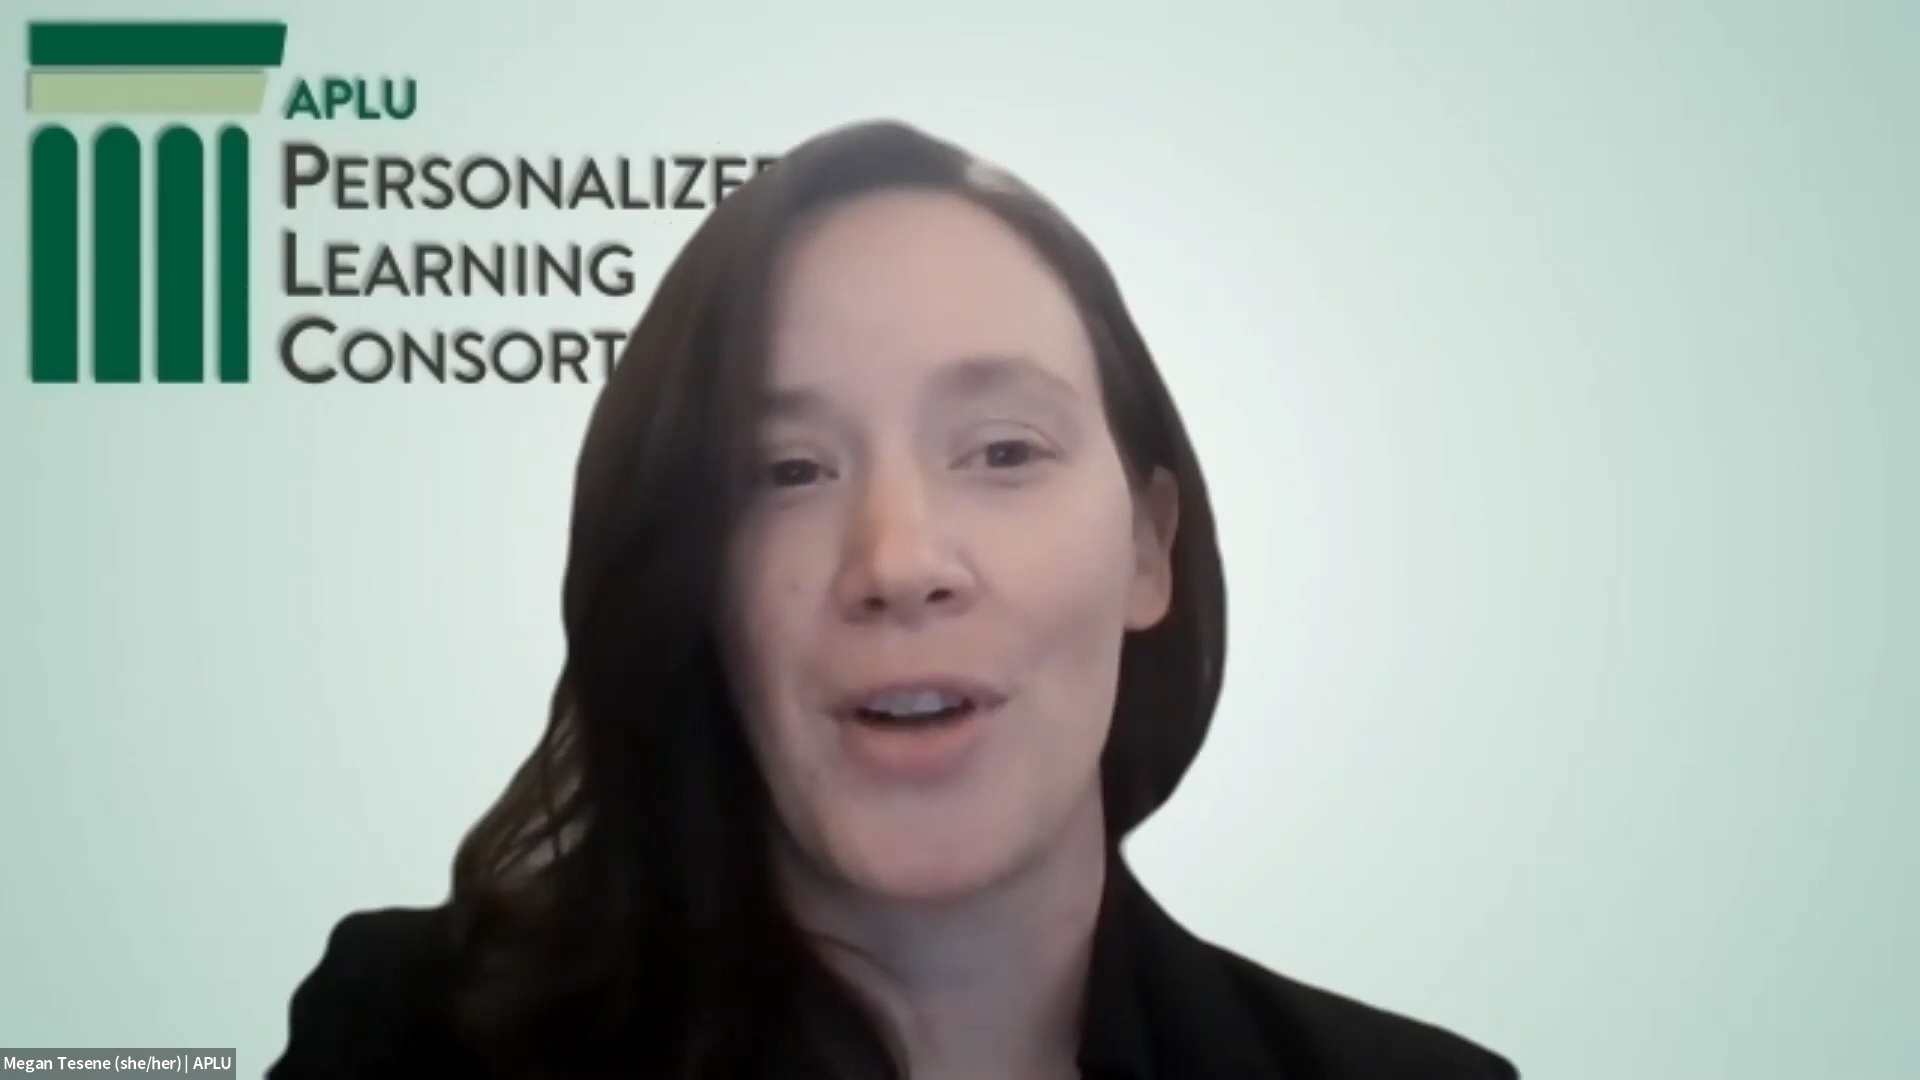 APLU
PERSONALIZE
LEARNING
CONSORT
Megan Tesene (she/her) | APLU